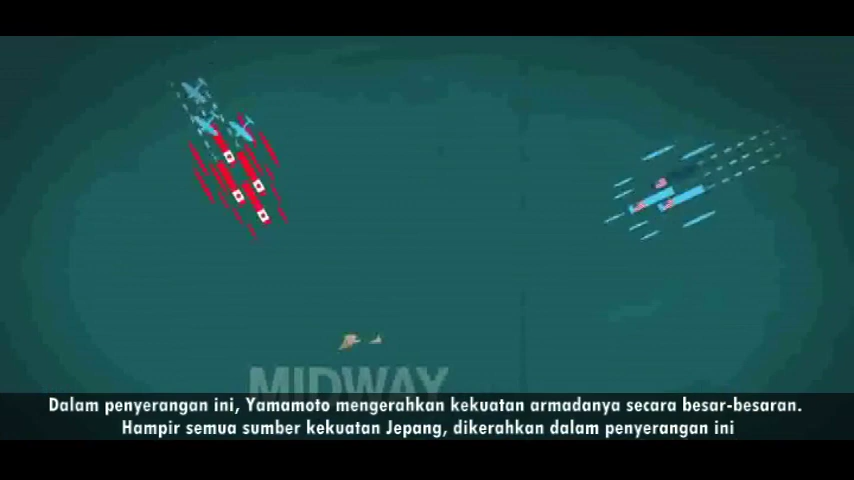 MIDWAY
Dalam penyerangan ini, Yamamoto mengerahkan kekuatan armadanya secara besar-besaran.
Hampir semua sumber kekuatan Jepang, dikerahkan dalam penyerangan ini